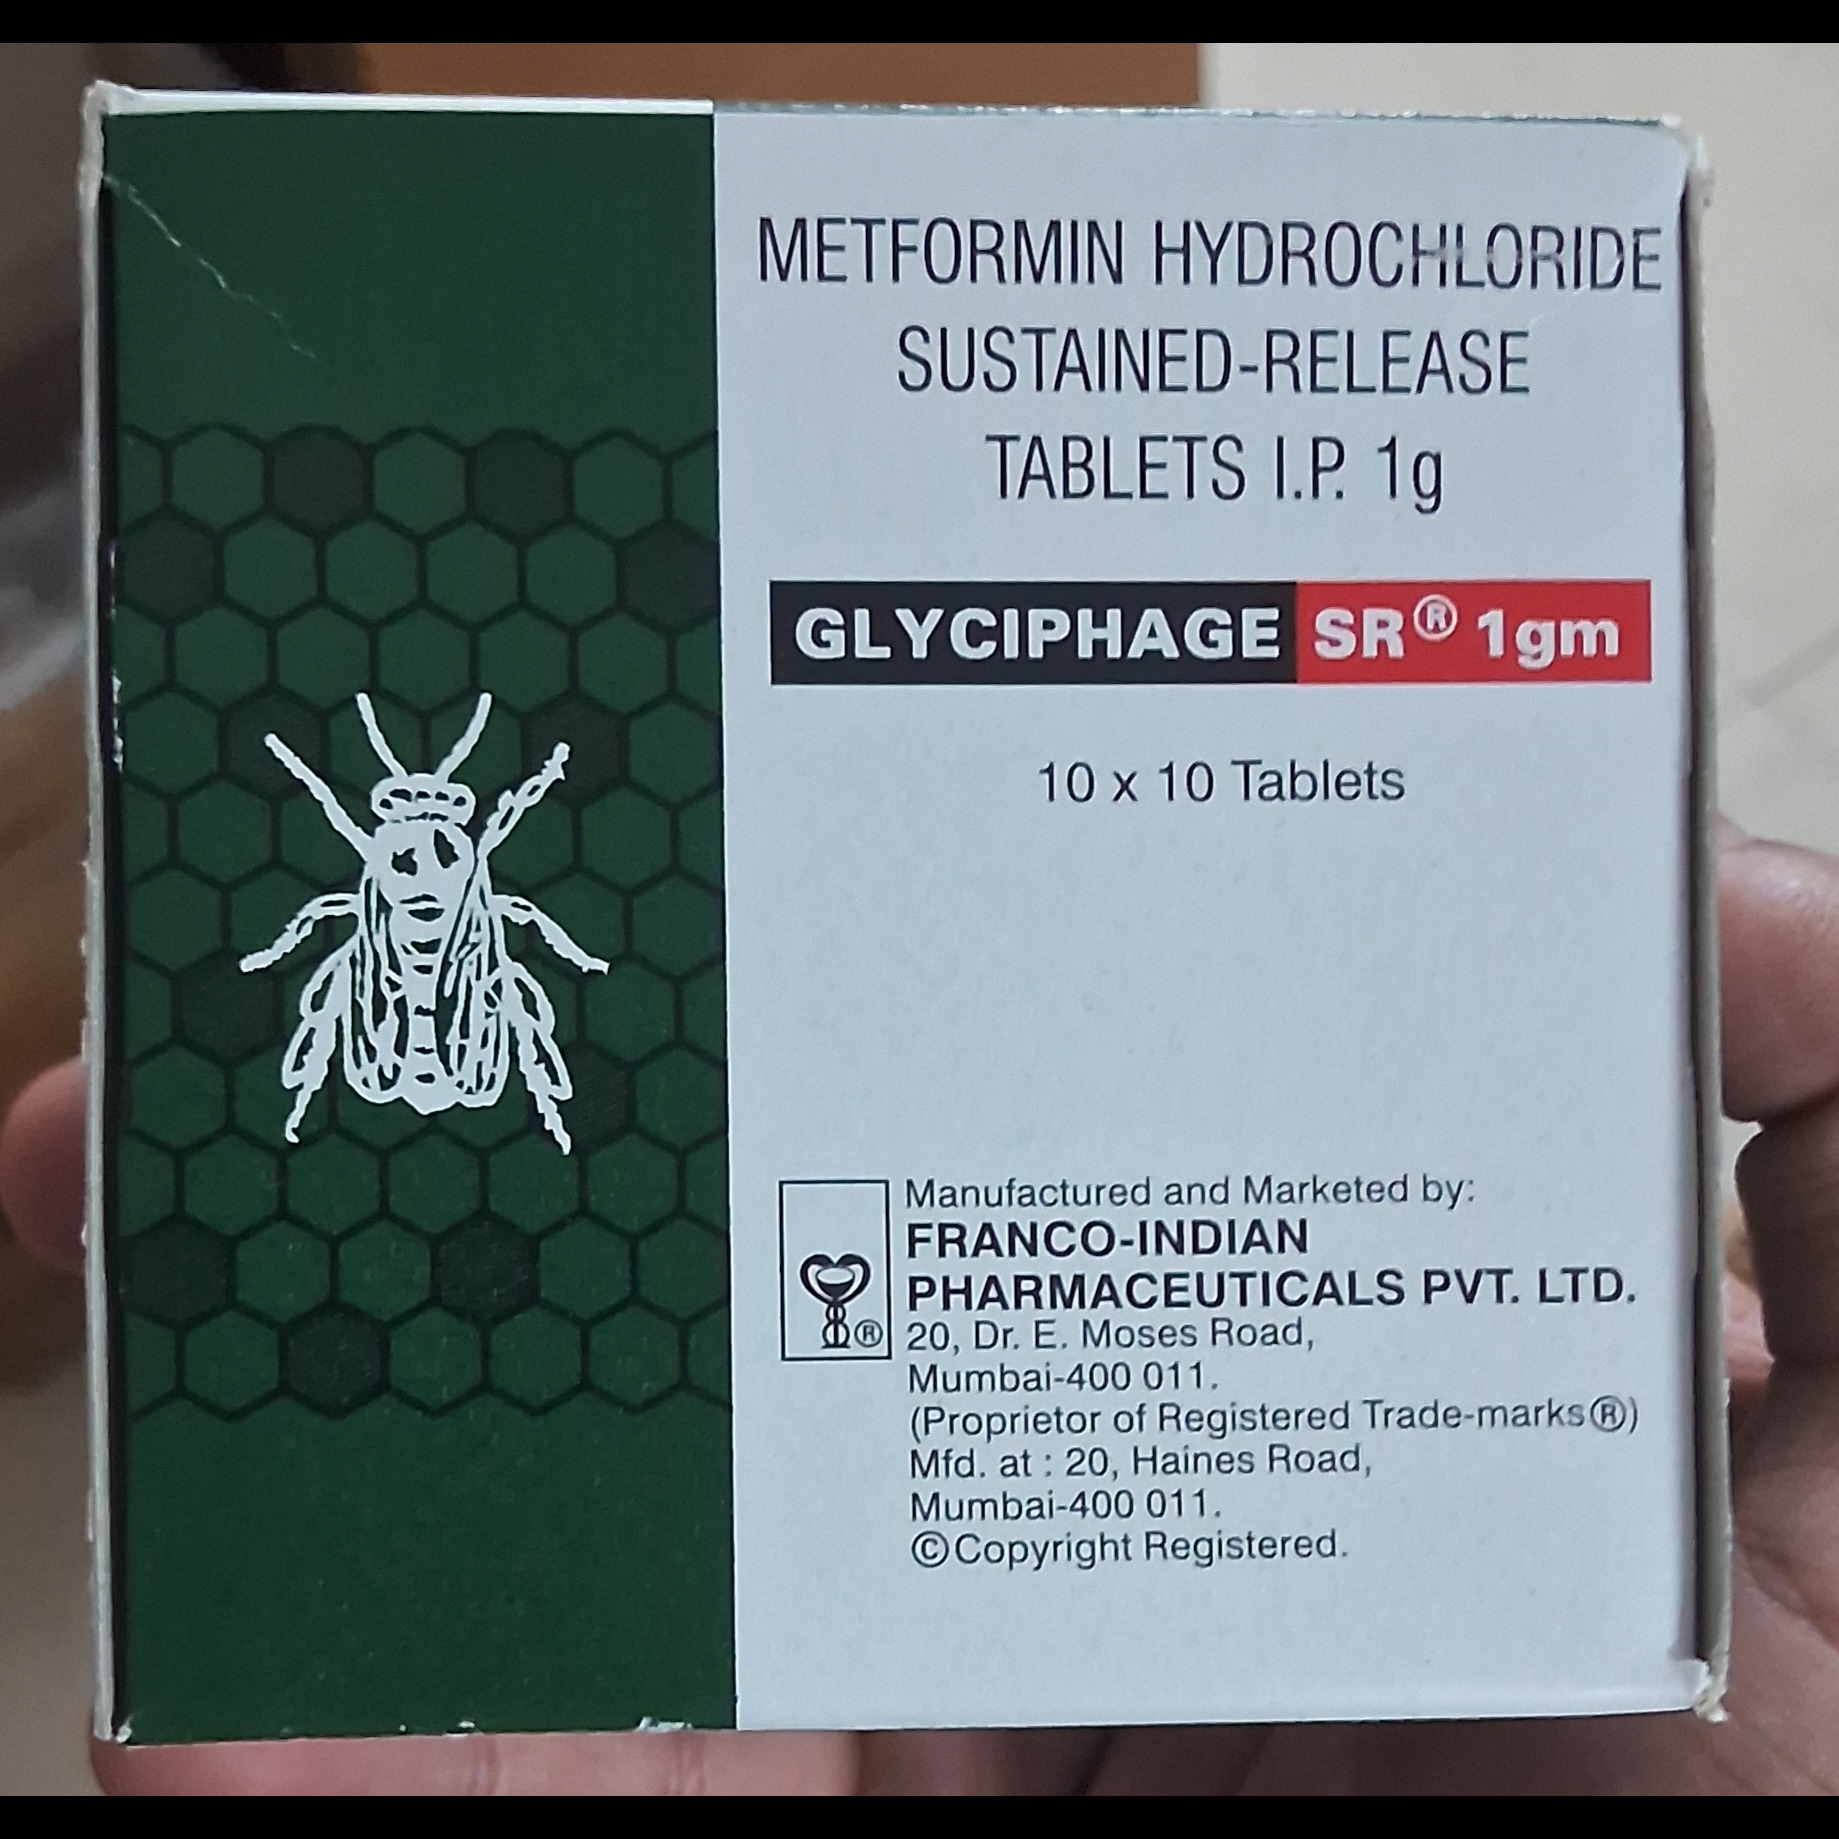 METFORMIN HYDROCHLORIDE
SUSTAINED-RELEASE
TABLETS I.P. 1g
GLYCIPHAGE SR® 1gm
10 x 10 Tablets
Manufactured and Marketed by:
FRANCO-INDIAN
PHARMACEUTICALS PVT. LTD.
® 20, Dr. E. Moses Road,
Mumbai-400 011.
(Proprietor of Registered Trade-marks®)
Mfd. at : 20, Haines Road,
Mumbai-400 011.
©Copyright Registered.